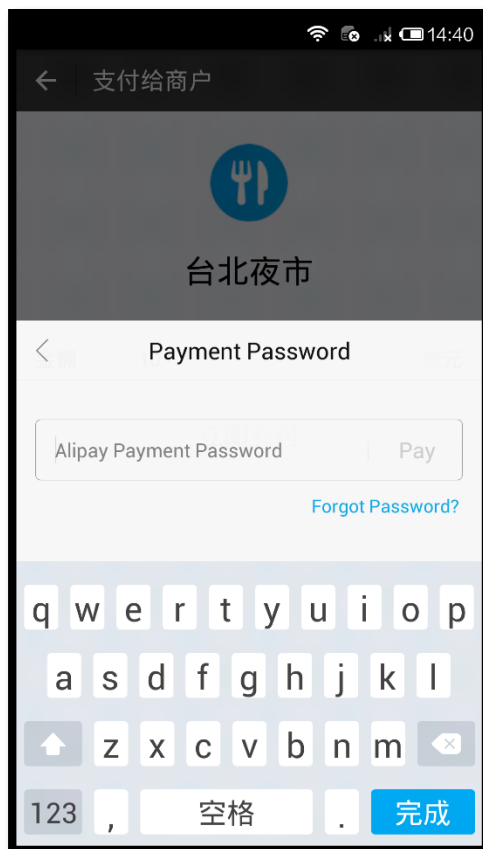 14:40
支付给商户
台北夜市
Payment Password
Alipay Payment Password Pay
Forgot Password?
q w e r t y u i o p
a s d f g h j k l
z x c v b n m
123 , 空格 . 完成